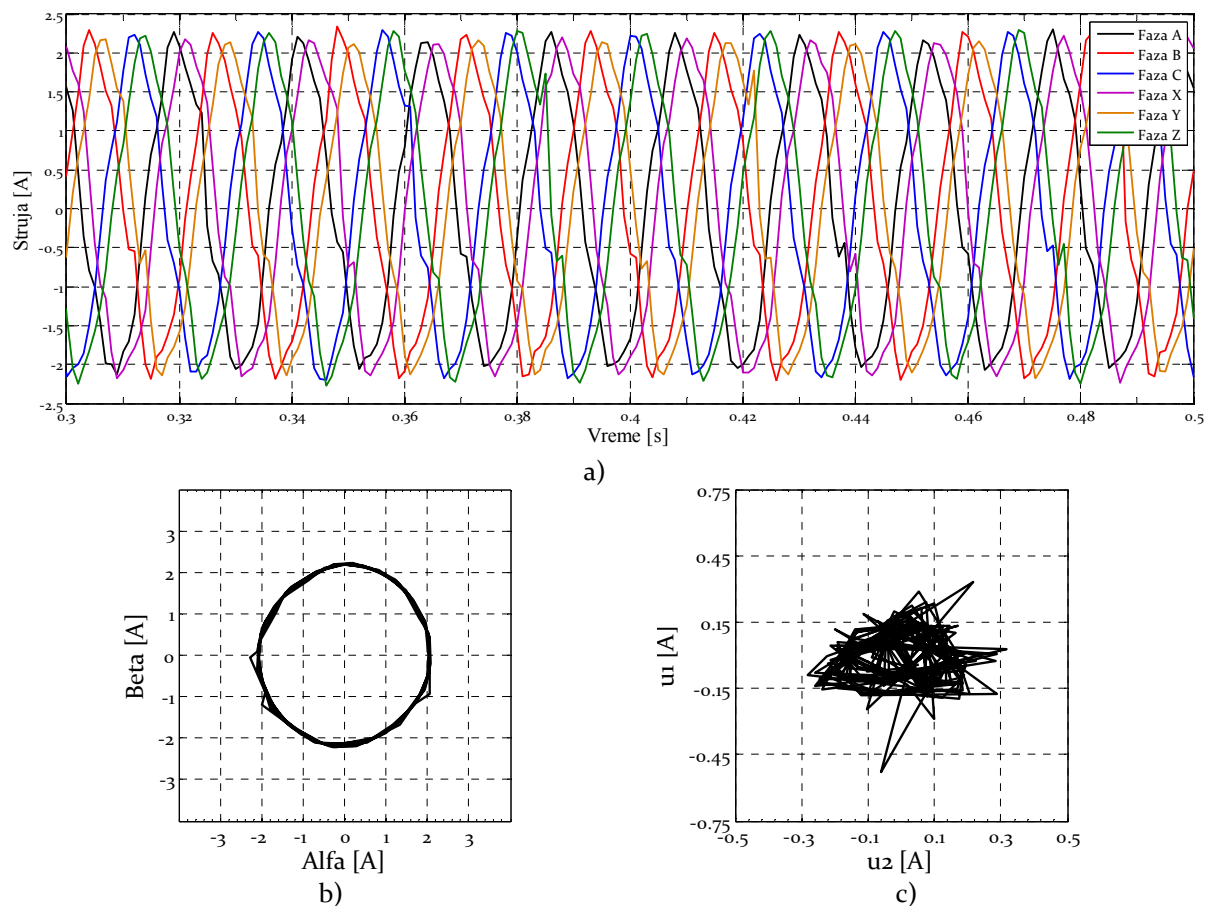 2.5
2
1.5
1
0.5
0
-0.5
-1
-1.5
-2
-2.5
Struja [A]
Faza A
Faza B
Faza C
Faza X
Faza Y
Faza Z
0.3 0.32 0.34 0.36 0.38 0.4 0.42 0.44 0.46 0.48 0.5
Vreme [s]
a)
3
2
1
0
-1
-2
-3
Beta [A]
-3 -2 -1 0 1 2 3
Alfa [A]
b)
0.75
0.45
0.15
-0.15
-0.45
-0.75
u1 [A]
-0.5 -0.3 -0.1 0.1 0.3 0.5
u2 [A]
c)